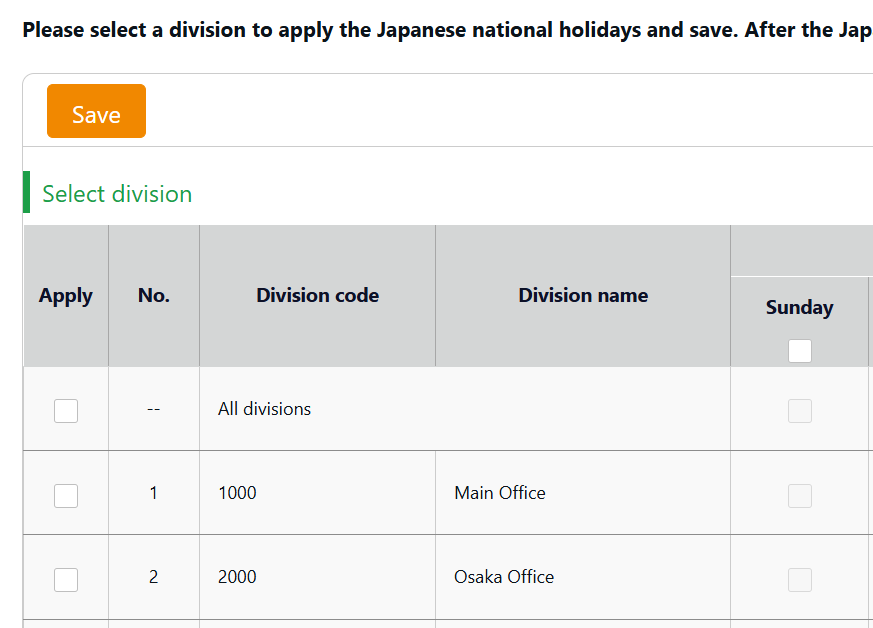 Please select a division to apply the Japanese national holidays and save. After the Jap
Save
Select division
Apply No. Division code Division name Sunday
-- All divisions
1 1000 Main Office
2 2000 Osaka Office